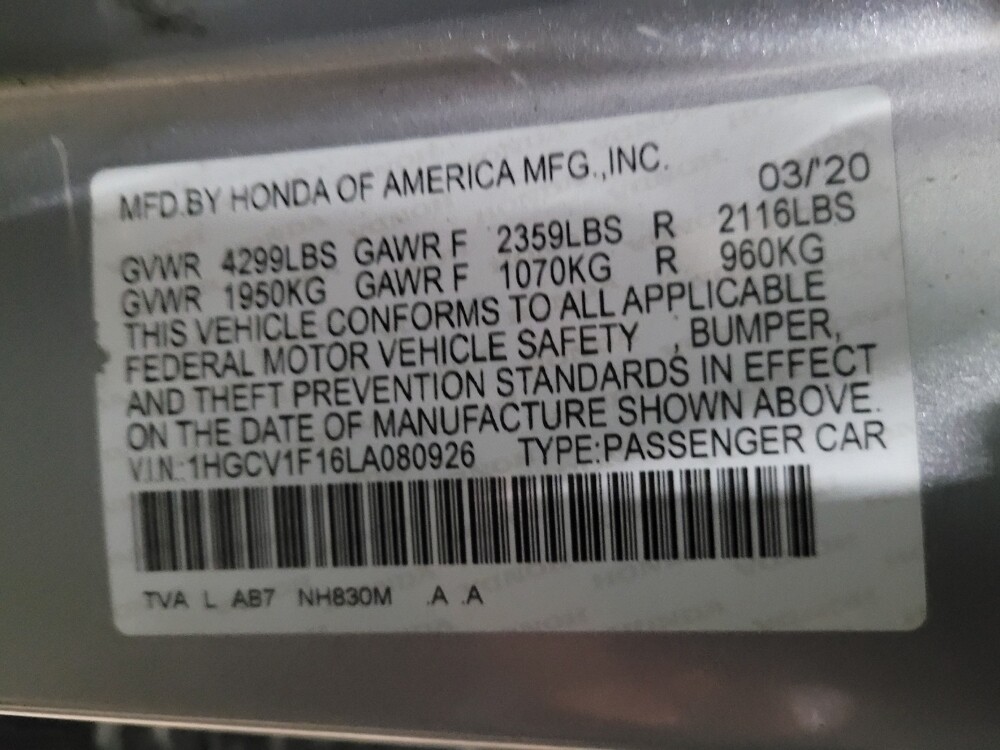 MFD.BY HONDA OF AMERICA MFG.,INC. 03/'20
GVWR 4299LBS GAWR F 2359LBS R 2116LBS
GVWR 1950KG GAWR F 1070KG R 960KG
THIS VEHICLE CONFORMS TO ALL APPLICABLE
FEDERAL MOTOR VEHICLE SAFETY , BUMPER,
AND THEFT PREVENTION STANDARDS IN EFFECT
ON THE DATE OF MANUFACTURE SHOWN ABOVE.
V.I.N.:1HGCV1F16LA080926 TYPE:PASSENGER CAR
TVA L AB7 NH830M .A .A